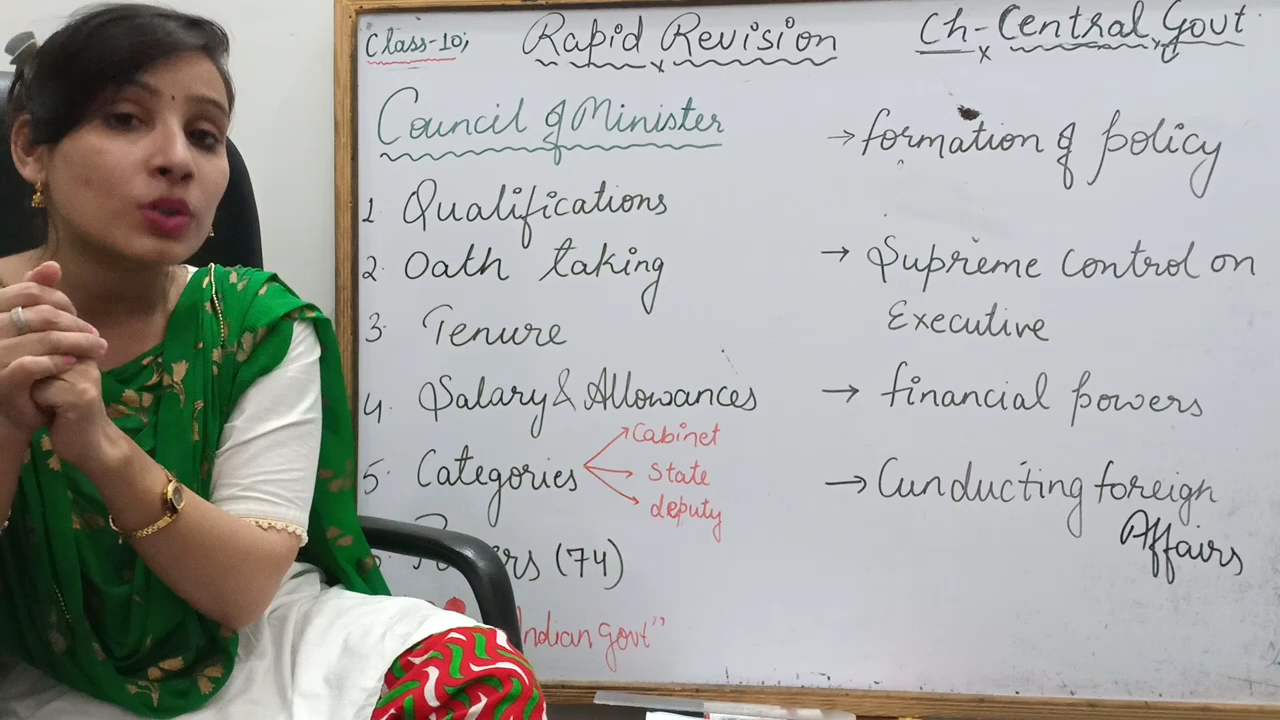 Class-10;
Rapid Revision
Ch-Central Govt
Council of Minister
1. Qualifications
2. Oath taking
3. Tenure
4. Salary & Allowances
5. Categories
Cabinet
State
deputy
(74)
Indian govt"
→ formation of policy
→ Supreme control on
Executive
→ financial powers
→ Cunducting foreign
Affairs